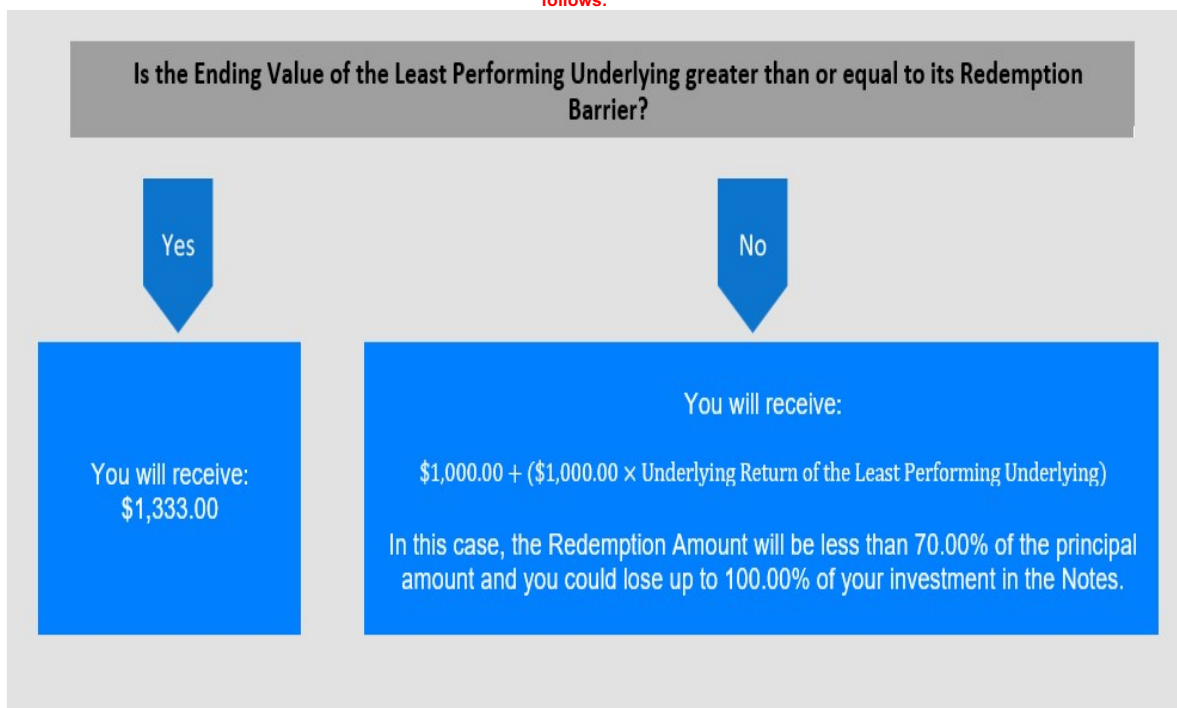 follows:
Is the Ending Value of the Least Performing Underlying greater than or equal to its Redemption
Barrier?
Yes
No
You will receive:
$1,333.00
You will receive:
$1,000.00 + ($1,000.00 × Underlying Return of the Least Performing Underlying)
In this case, the Redemption Amount will be less than 70.00% of the principal
amount and you could lose up to 100.00% of your investment in the Notes.